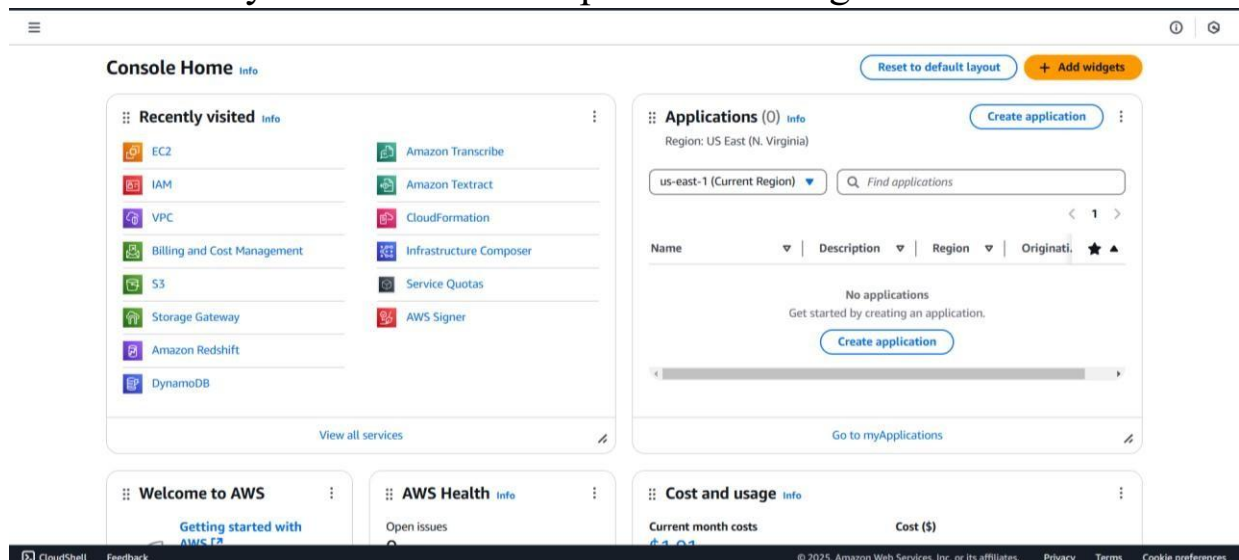 Console Home Info
Reset to default layout
+ Add widgets
Recently visited Info
EC2
IAM
VPC
Billing and Cost Management
S3
Storage Gateway
Amazon Redshift
DynamoDB
Amazon Transcribe
Amazon Textract
CloudFormation
Infrastructure Composer
Service Quotas
AWS Signer
View all services
Applications (0) Info
Create application
Region: US East (N. Virginia)
us-east-1 (Current Region)
Find applications
1
Name Description Region Originati.
No applications
Get started by creating an application.
Create application
Go to myApplications
Welcome to AWS
Getting started with
AWS
AWS Health Info
Open issues
Cost and usage Info
Current month costs
Cost ($)
CloudShell Feedback
© 2025, Amazon Web Services, Inc. or its affiliates. Privacy Terms Cookie preferences